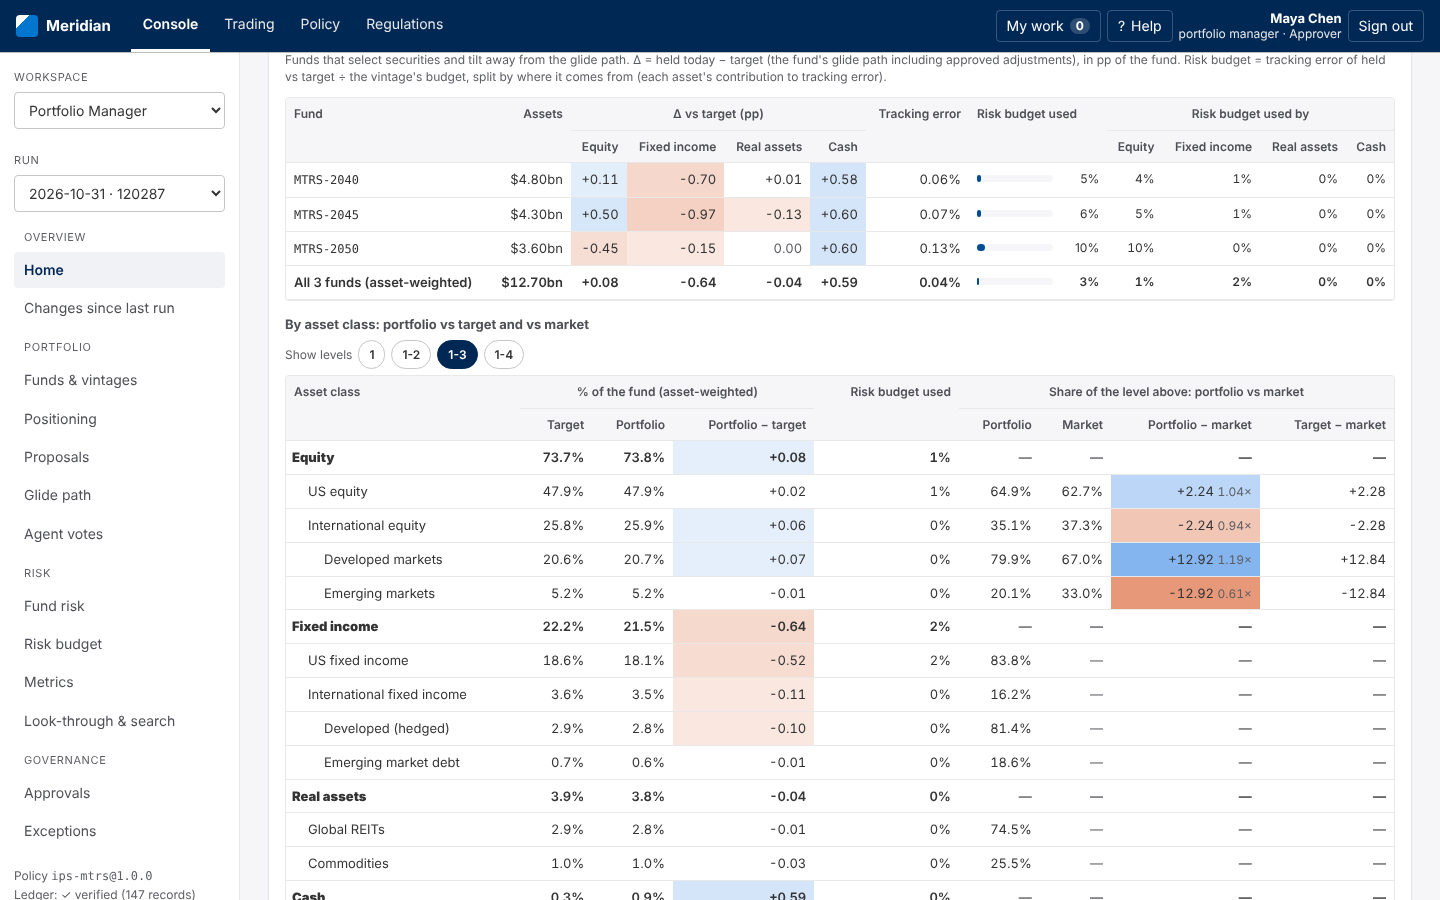 Meridian
Console
Trading
Policy
Regulations
My work 0
? Help
Maya Chen
portfolio manager · Approver
Sign out
WORKSPACE
Portfolio Manager
RUN
2026-10-31 · 120287
OVERVIEW
Home
Changes since last run
PORTFOLIO
Funds & vintages
Positioning
Proposals
Glide path
Agent votes
RISK
Fund risk
Risk budget
Metrics
Look-through & search
GOVERNANCE
Approvals
Exceptions
Policy ips-mtrs@1.0.0
Ledger: ✓ verified (147 records)
Funds that select securities and tilt away from the glide path. Δ = held today − target (the fund's glide path including approved adjustments), in pp of the fund. Risk budget = tracking error of held
vs target ÷ the vintage's budget, split by where it comes from (each asset's contribution to tracking error).
Fund Assets Δ vs target (pp) Tracking error Risk budget used Risk budget used by
Equity Fixed income Real assets Cash Equity Fixed income Real assets Cash
MTRS-2040 $4.80bn +0.11 -0.70 +0.01 +0.58 0.06% 5% 4% 1% 0% 0%
MTRS-2045 $4.30bn +0.50 -0.97 -0.13 +0.60 0.07% 6% 5% 1% 0% 0%
MTRS-2050 $3.60bn -0.45 -0.15 0.00 +0.60 0.13% 10% 10% 0% 0% 0%
All 3 funds (asset-weighted) $12.70bn +0.08 -0.64 -0.04 +0.59 0.04% 3% 1% 2% 0% 0%
By asset class: portfolio vs target and vs market
Show levels 1 1-2 1-3 1-4
Asset class % of the fund (asset-weighted) Risk budget used Share of the level above: portfolio vs market
Target Portfolio Portfolio − target Portfolio Market Portfolio − market Target − market
Equity 73.7% 73.8% +0.08 1% — — — —
US equity 47.9% 47.9% +0.02 1% 64.9% 62.7% +2.24 1.04× +2.28
International equity 25.8% 25.9% +0.06 0% 35.1% 37.3% -2.24 0.94× -2.28
Developed markets 20.6% 20.7% +0.07 0% 79.9% 67.0% +12.92 1.19× +12.84
Emerging markets 5.2% 5.2% -0.01 0% 20.1% 33.0% -12.92 0.61× -12.84
Fixed income 22.2% 21.5% -0.64 2% — — — —
US fixed income 18.6% 18.1% -0.52 2% 83.8% — — —
International fixed income 3.6% 3.5% -0.11 0% 16.2% — — —
Developed (hedged) 2.9% 2.8% -0.10 0% 81.4% — — —
Emerging market debt 0.7% 0.6% -0.01 0% 18.6% — — —
Real assets 3.9% 3.8% -0.04 0% — — — —
Global REITs 2.9% 2.8% -0.01 0% 74.5% — — —
Commodities 1.0% 1.0% -0.03 0% 25.5% — — —
Cash 0.3% 0.9% +0.59 0% — — — —